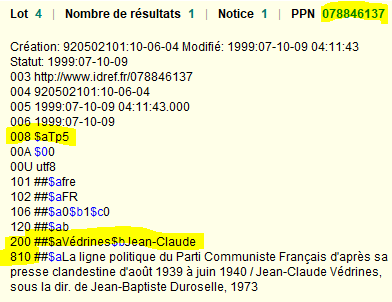 Lot 4 | Nombre de résultats 1 | Notice 1 | PPN 078846137
Création: 920502101:10-06-04 Modifié: 1999:07-10-09 04:11:43
Statut: 1999:07-10-09
003 http://www.idref.fr/078846137
004 920502101:10-06-04
005 1999:07-10-09 04:11:43.000
006 1999:07-10-09
008 $aTp5
00A $00
00U utf8
101 ##$afre
102 ##$aFR
106 ##$a0$b1$c0
120 ##$ab
200 ##$aVédrines$bJean-Claude
810 ##$aLa ligne politique du Parti Communiste Français d'après sa
presse clandestine d'août 1939 à juin 1940 / Jean-Claude Védrines,
sous la dir. de Jean-Baptiste Duroselle, 1973